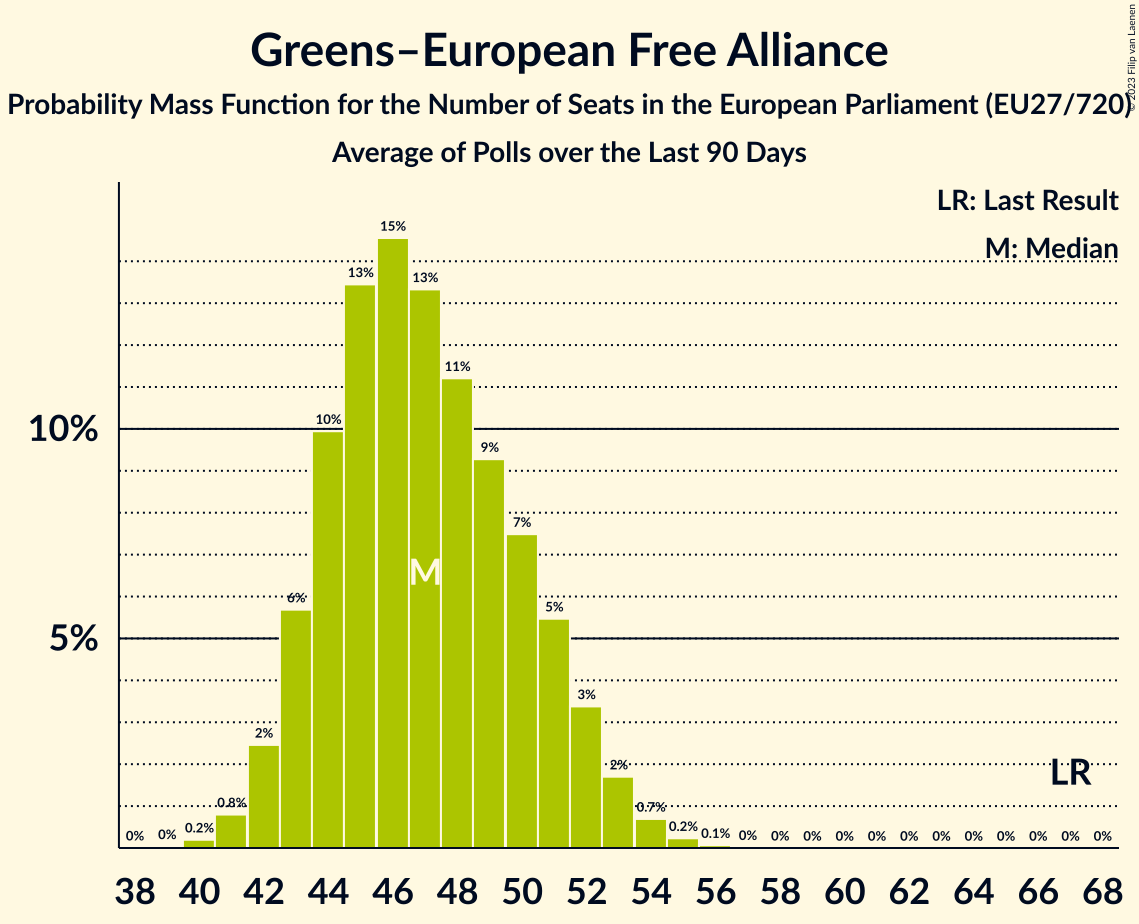 Greens–European Free Alliance
Probability Mass Function for the Number of Seats in the European Parliament (EU27/720)
Average of Polls over the Last 90 Days
© 2023 Filip van Laenen
LR: Last Result
M: Median
10%
5%
0% 0% 0.2% 0.8% 2% 6% 10% 13% 15% 13% 11% 9% 7% 5% 3% 2% 0.7% 0.2% 0.1% 0% 0% 0% 0% 0% 0% 0% 0% 0% 0% 0% 0%
M
LR
38 40 42 44 46 48 50 52 54 56 58 60 62 64 66 68